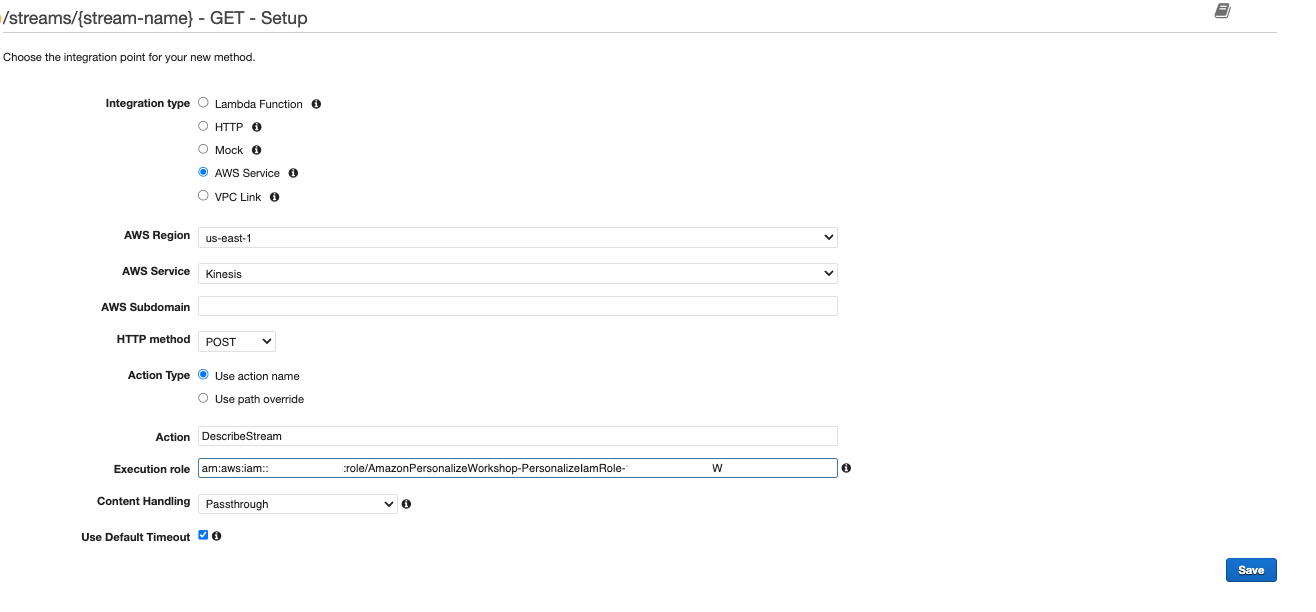 /streams/{stream-name} - GET - Setup
Choose the integration point for your new method.
Integration type
Lambda Function
HTTP
Mock
AWS Service
VPC Link
AWS Region us-east-1
AWS Service Kinesis
AWS Subdomain
HTTP method POST
Action Type Use action name
Use path override
Action DescribeStream
Execution role arn:aws:iam:: :role/AmazonPersonalizeWorkshop-PersonalizeIamRole- W
Content Handling Passthrough
Use Default Timeout
Save